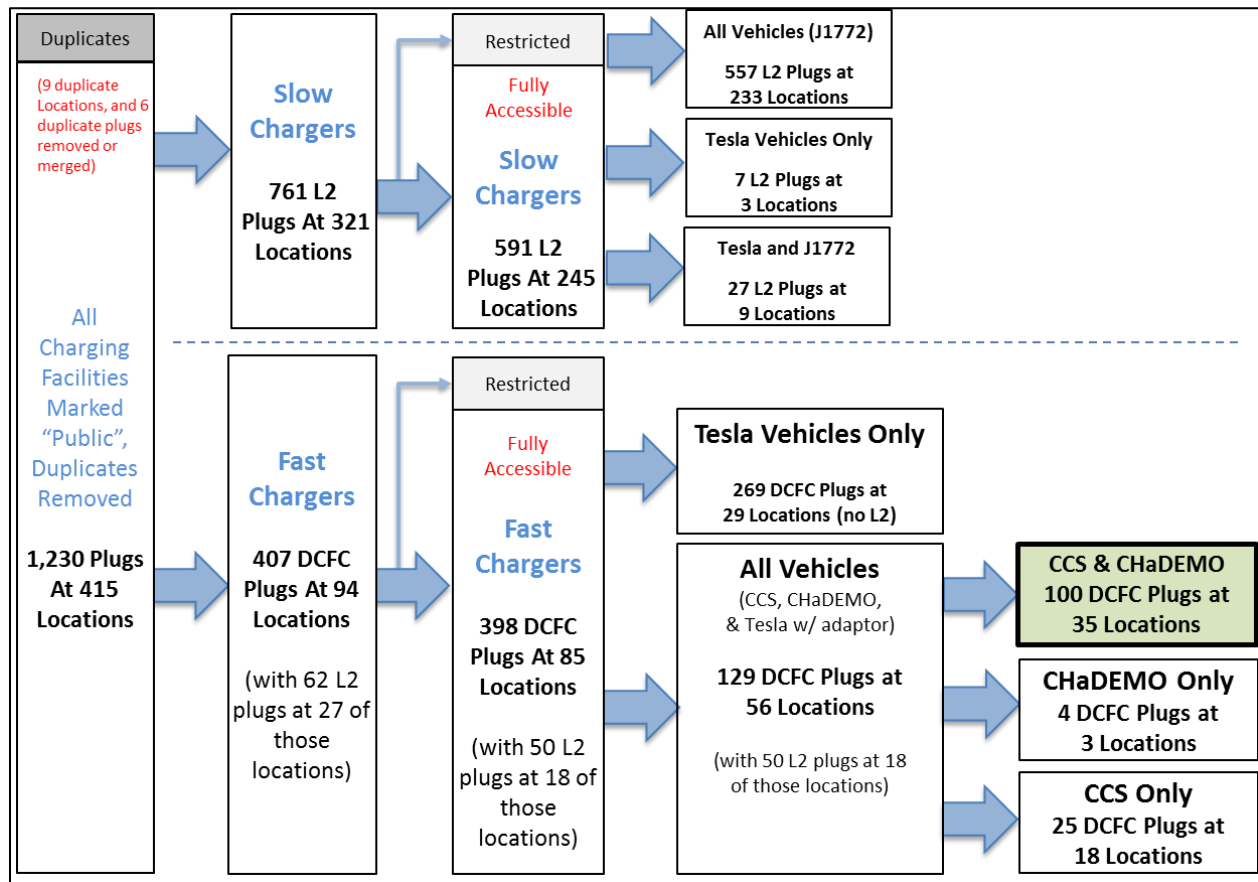 Duplicates
(9 duplicate
Locations, and 6
duplicate plugs
removed or
merged)
All
Charging
Facilities
Marked
“Public”,
Duplicates
Removed
1,230 Plugs
At 415
Locations
Slow
Chargers
761 L2
Plugs At 321
Locations
Restricted
Fully
Accessible
Slow
Chargers
591 L2
Plugs At 245
Locations
All Vehicles (J1772)
557 L2 Plugs at
233 Locations
Tesla Vehicles Only
7 L2 Plugs at
3 Locations
Tesla and J1772
27 L2 Plugs at
9 Locations
Fast
Chargers
407 DCFC
Plugs At 94
Locations
(with 62 L2
plugs at 27 of
those
locations)
Restricted
Fully
Accessible
Fast
Chargers
398 DCFC
Plugs At 85
Locations
(with 50 L2
plugs at 18 of
those
locations)
Tesla Vehicles Only
269 DCFC Plugs at
29 Locations (no L2)
All Vehicles
(CCS, CHaDEMO,
& Tesla w/ adaptor)
129 DCFC Plugs at
56 Locations
(with 50 L2 plugs at 18
of those locations)
CCS & CHaDEMO
100 DCFC Plugs at
35 Locations
CHaDEMO Only
4 DCFC Plugs at
3 Locations
CCS Only
25 DCFC Plugs at
18 Locations